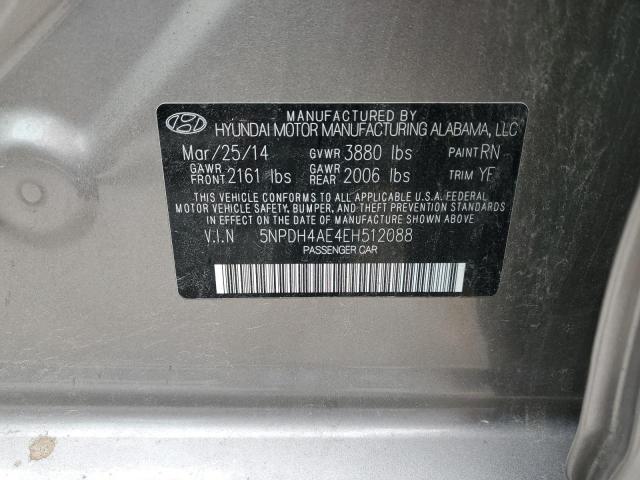 MANUFACTURED BY
HYUNDAI MOTOR MANUFACTURING ALABAMA, LLC
Mar/25/14 GVWR 3880 lbs PAINT RN
GAWR FRONT 2161 lbs GAWR REAR 2006 lbs TRIM YF
THIS VEHICLE CONFORMS TO ALL APPLICABLE U.S.A. FEDERAL
MOTOR VEHICLE SAFETY, BUMPER, AND THEFT PREVENTION STANDARDS
IN EFFECT ON THE DATE OF MANUFACTURE SHOWN ABOVE.
V.I.N 5NPDH4AE4EH512088
PASSENGER CAR